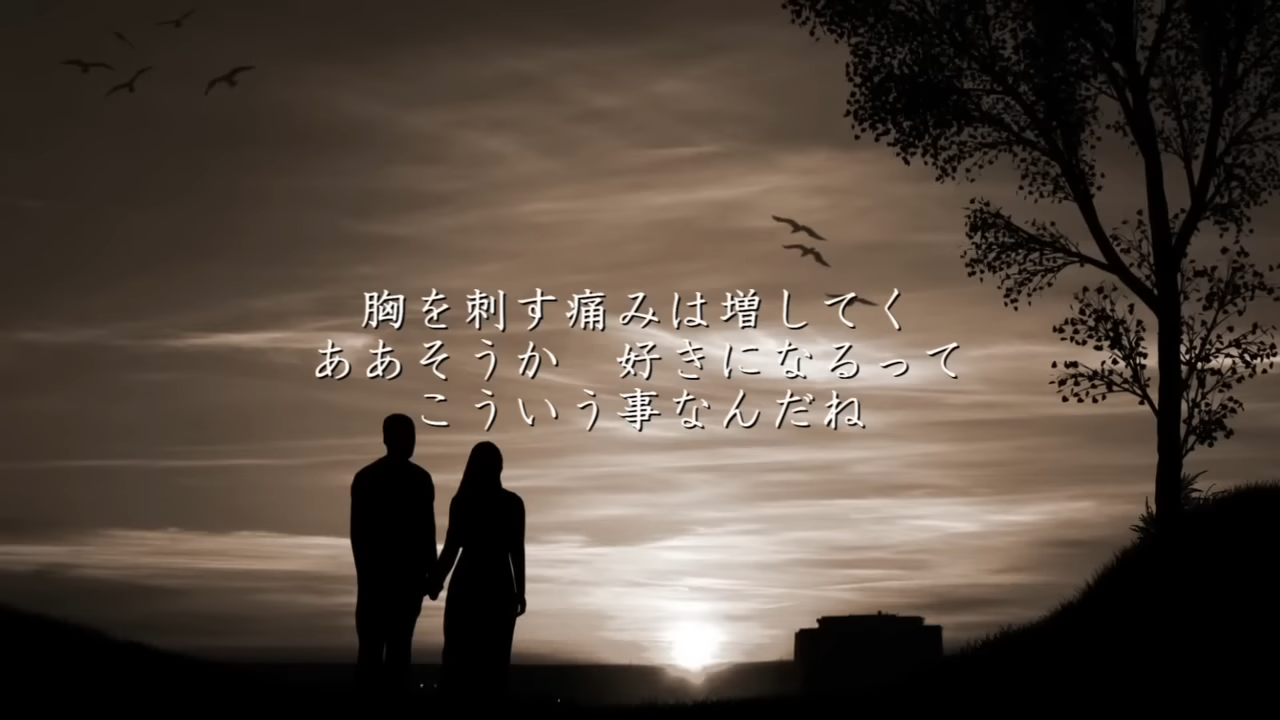 胸を刺す痛みは増してく
ああそうか　好きになるって
こういう事なんだね